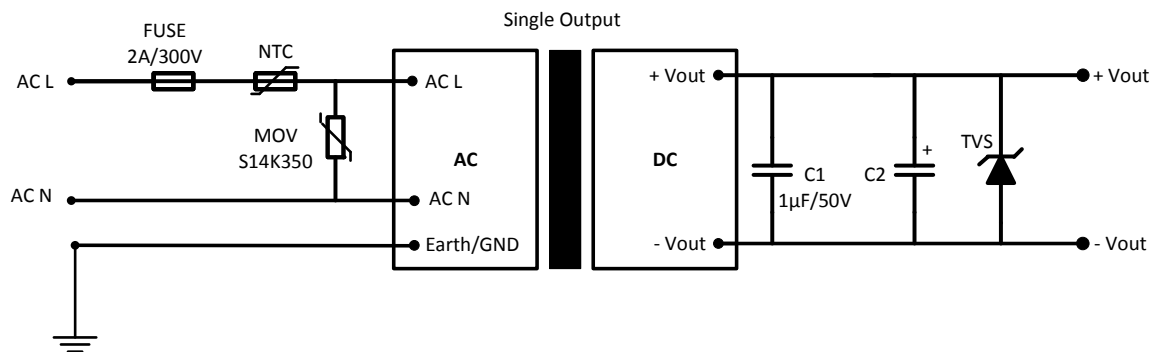 Single Output
FUSE
2A/300V
NTC
AC L
AC L
+ Vout
+ Vout
MOV
S14K350
AC
DC
C1
1µF/50V
+
C2
TVS
AC N
AC N
Earth/GND
- Vout
- Vout